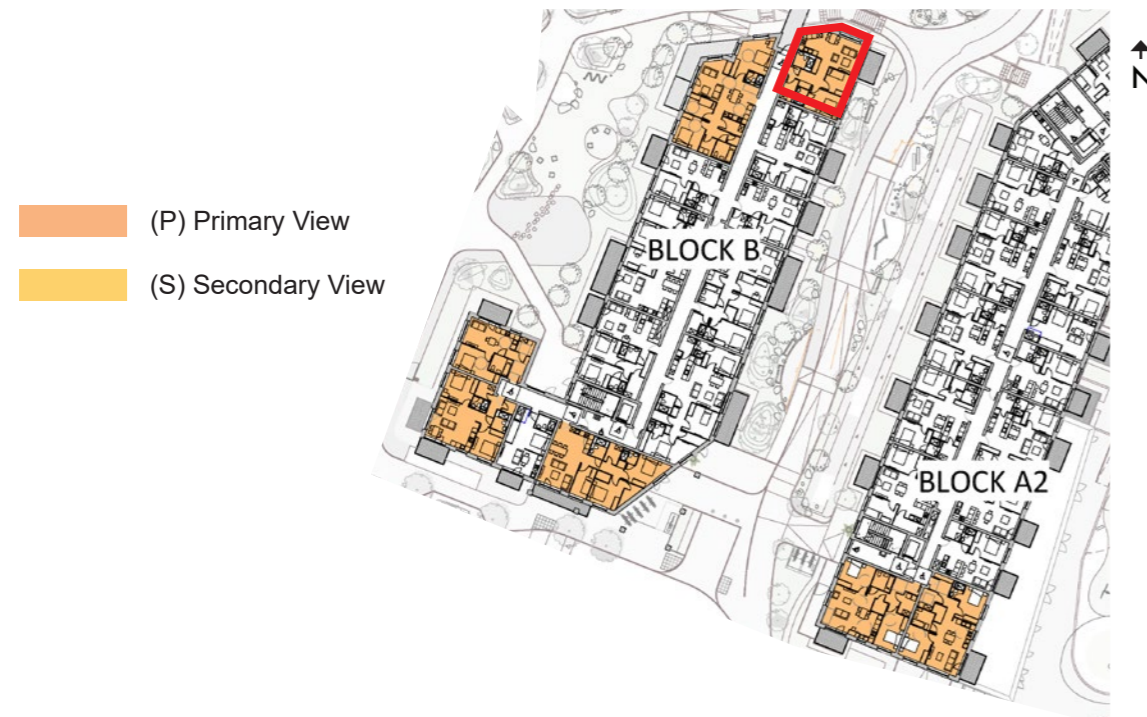 N
(P) Primary View
(S) Secondary View
BLOCK B
BLOCK A2